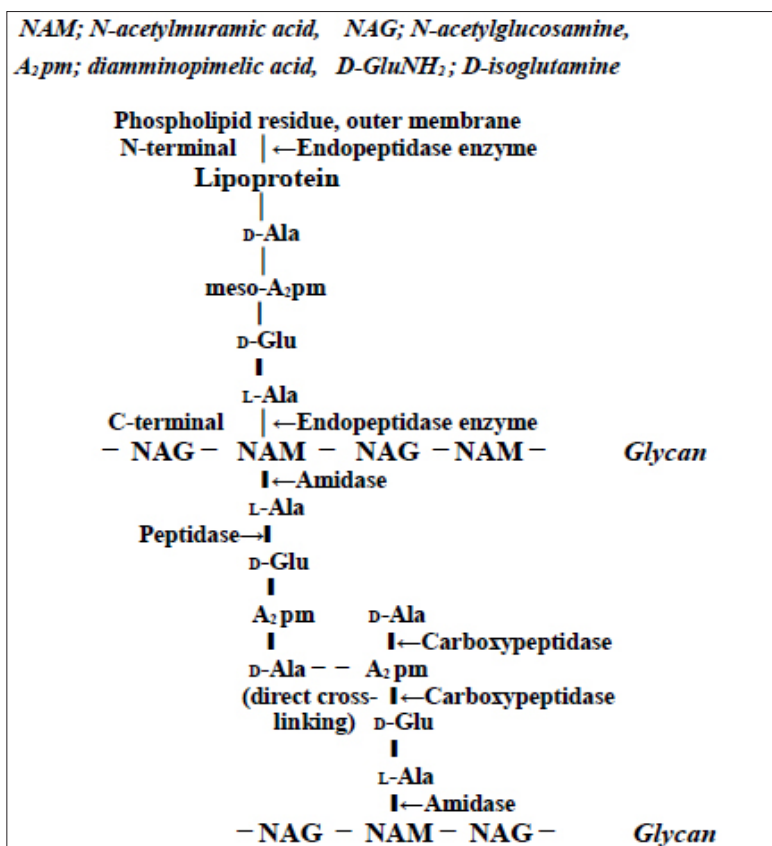 NAM; N-acetylmuramic acid, NAG; N-acetylglucosamine,
A₂pm; diamminopimelic acid, D-GluNH₂; D-isoglutamine
Phospholipid residue, outer membrane
N-terminal |←Endopeptidase enzyme
Lipoprotein
|
D-Ala
|
meso-A₂pm
|
D-Glu
|
L-Ala
C-terminal |←Endopeptidase enzyme
– NAG – NAM – NAG –NAM– Glycan
|←Amidase
L-Ala
Peptidase→|
D-Glu
|
A₂pm D-Ala
| |←Carboxypeptidase
D-Ala – – A₂pm
(direct cross- |←Carboxypeptidase
linking) D-Glu
|
L-Ala
|←Amidase
–NAG – NAM– NAG– Glycan